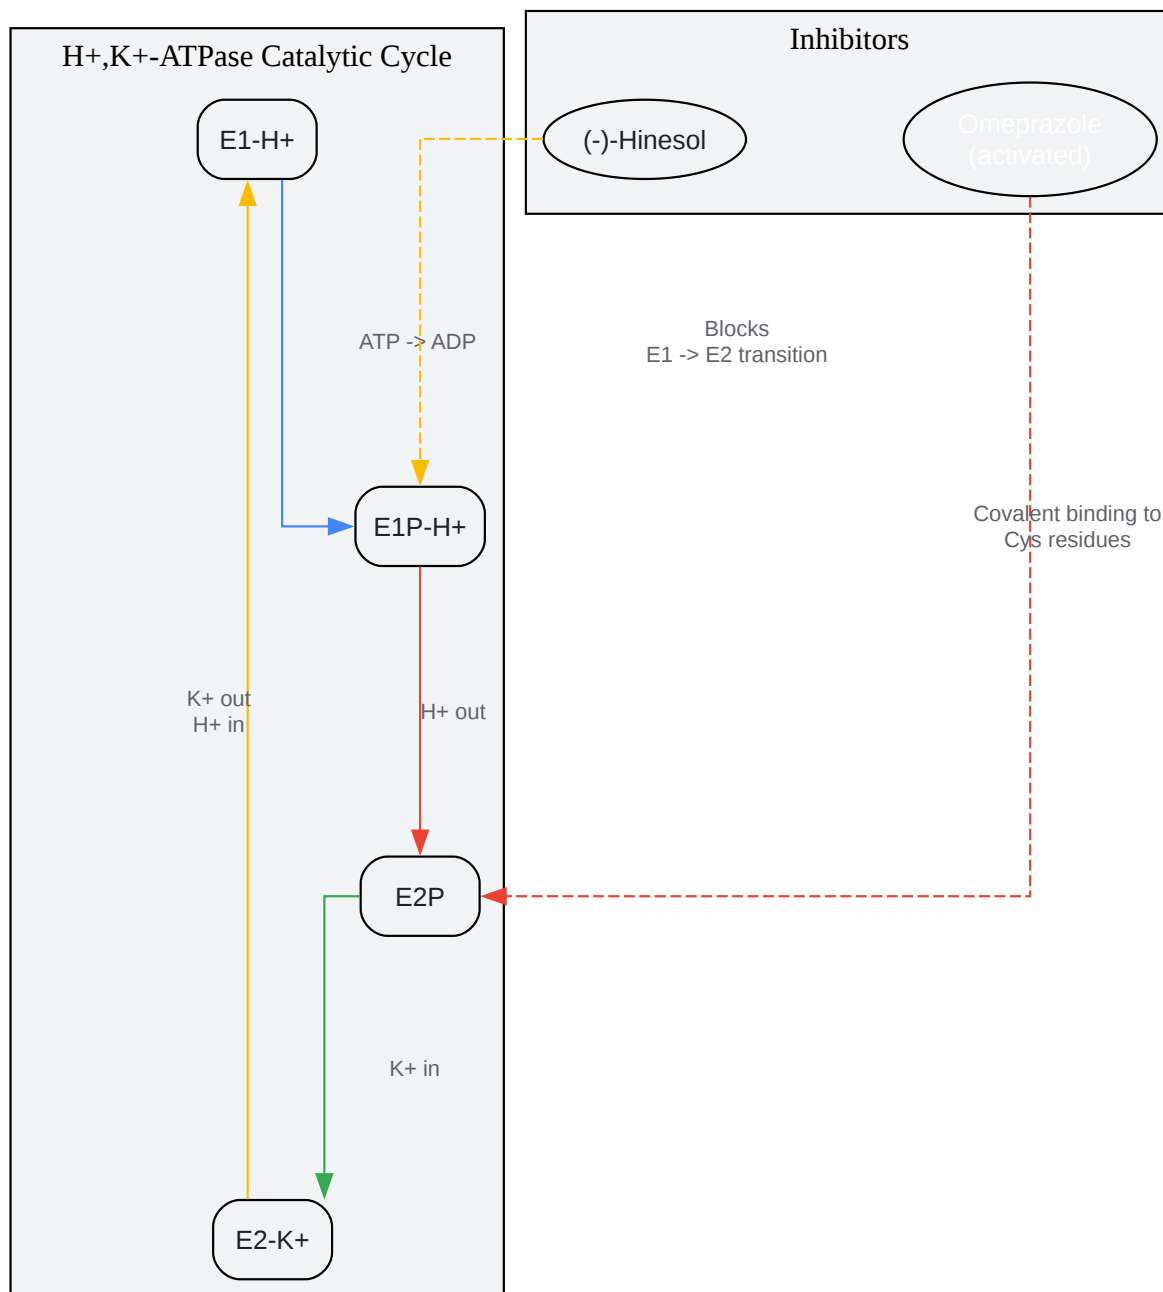 H+,K+-ATPase Catalytic Cycle
Inhibitors
E1-H+
(-)-Hinesol
Omeprazole
(activated)
ATP -> ADP
Blocks
E1 -> E2 transition
E1P-H+
Covalent binding to
Cys residues
K+ out
H+ in
H+ out
E2P
K+ in
E2-K+